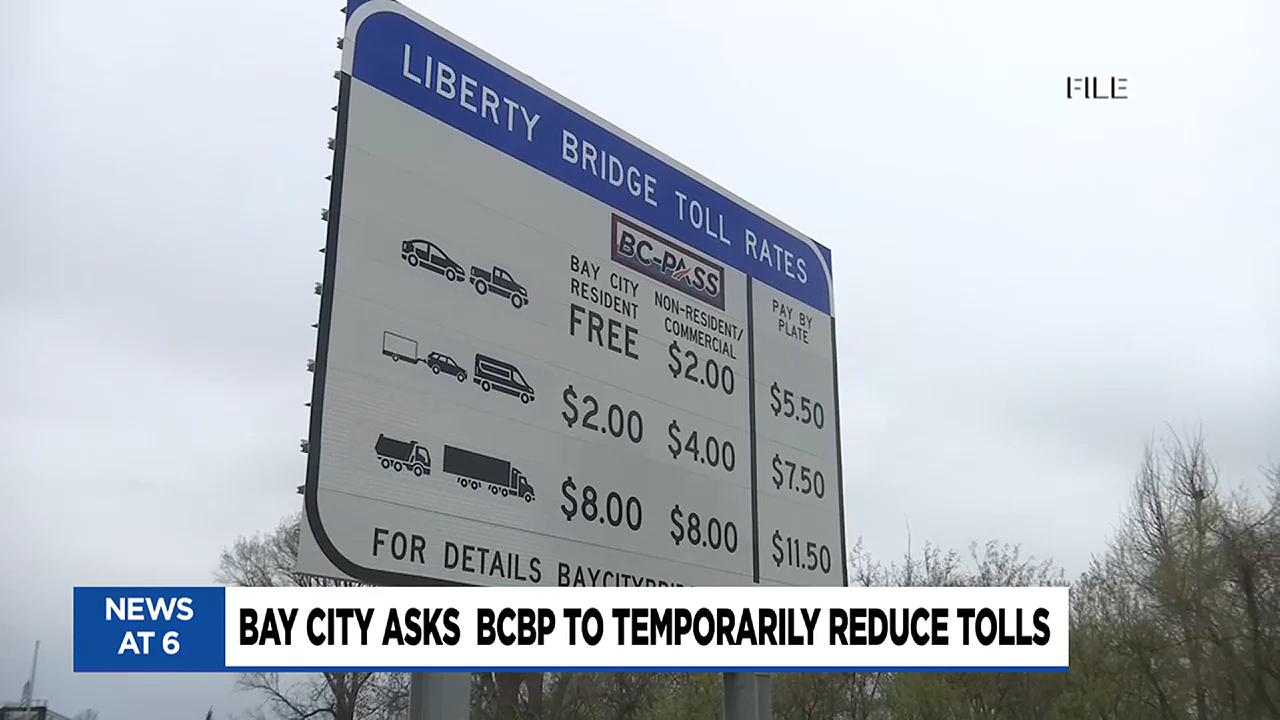 FILE
LIBERTY BRIDGE TOLL RATES
BC-PASS
BAY CITY
RESIDENT
FREE
NON-RESIDENT/
COMMERCIAL
$2.00
PAY BY
PLATE
$5.50
$2.00 $4.00 $7.50
$8.00 $8.00 $11.50
FOR DETAILS
NEWS
AT 6
BAY CITY ASKS BCBP TO TEMPORARILY REDUCE TOLLS